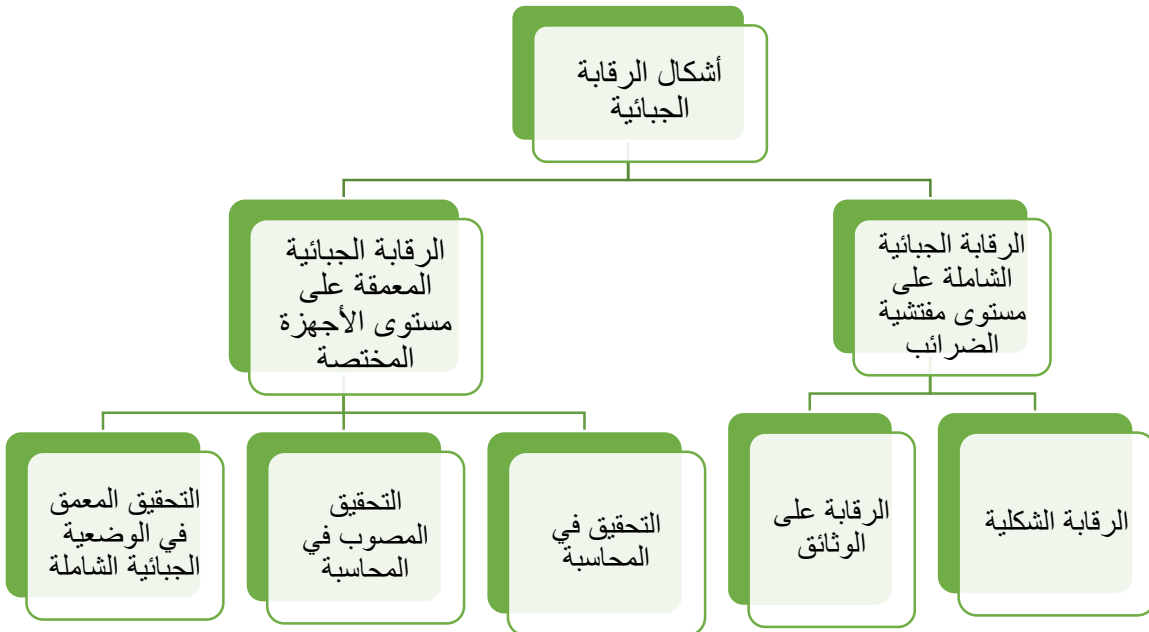 أشكال الرقابة
الجبائية
الرقابة الجبائية
الشاملة على
مستوى مفتشية
الضرائب
الرقابة الجبائية
المعمقة على
مستوى الأجهزة
المختصة
الرقابة الشكلية
الرقابة على
الوثائق
التحقيق في
المحاسبة
التحقيق
المصوب في
المحاسبة
التحقيق المعمق
في الوضعية
الجبائية الشاملة